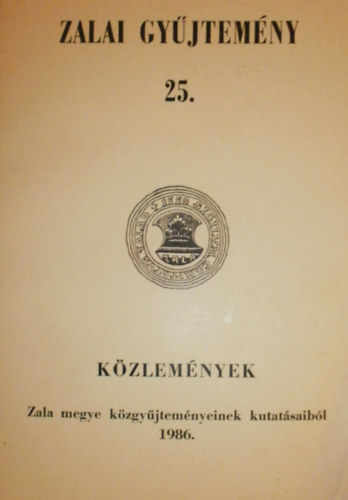 ZALAI GYŰJTEMÉNY
25.
KÖZLEMÉNYEK
Zala megye közgyűjteményeinek kutatásaiból
1986.